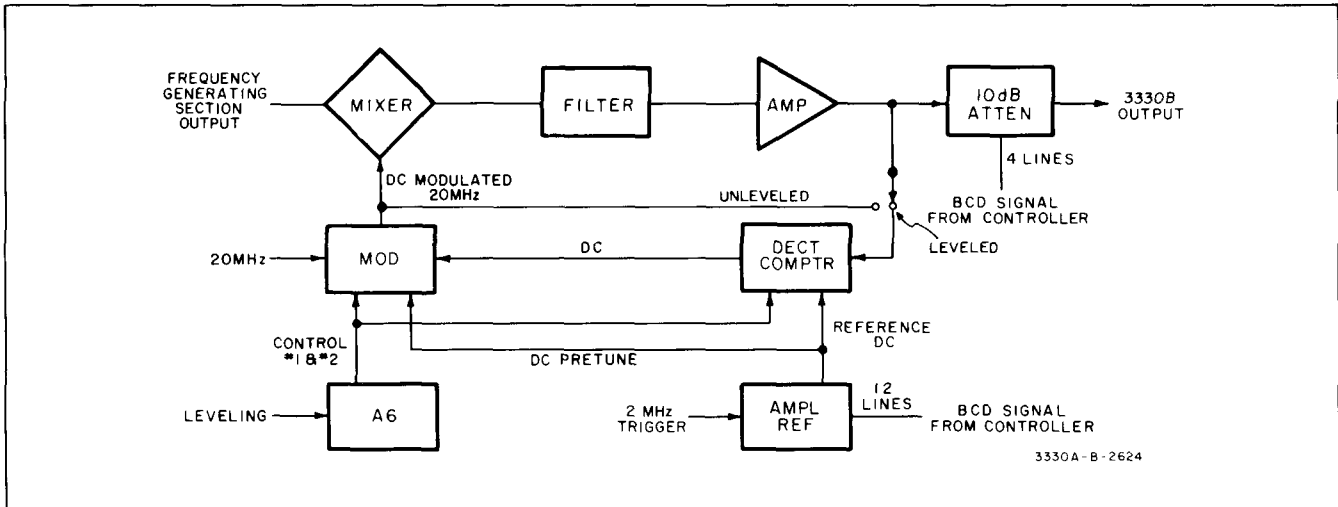 FREQUENCY
GENERATING
SECTION
OUTPUT
MIXER
FILTER
AMP
10dB
ATTEN
3330B
OUTPUT
4 LINES
BCD SIGNAL
FROM CONTROLLER
DC MODULATED
20MHz
UNLEVELED
LEVELED
20MHz
MOD
DC
DECT
COMPTR
CONTROL
#1 & #2
DC PRETUNE
REFERENCE
DC
LEVELING
A6
2 MHz
TRIGGER
AMPL
REF
12
LINES
BCD SIGNAL
FROM CONTROLLER
3330A-B-2624